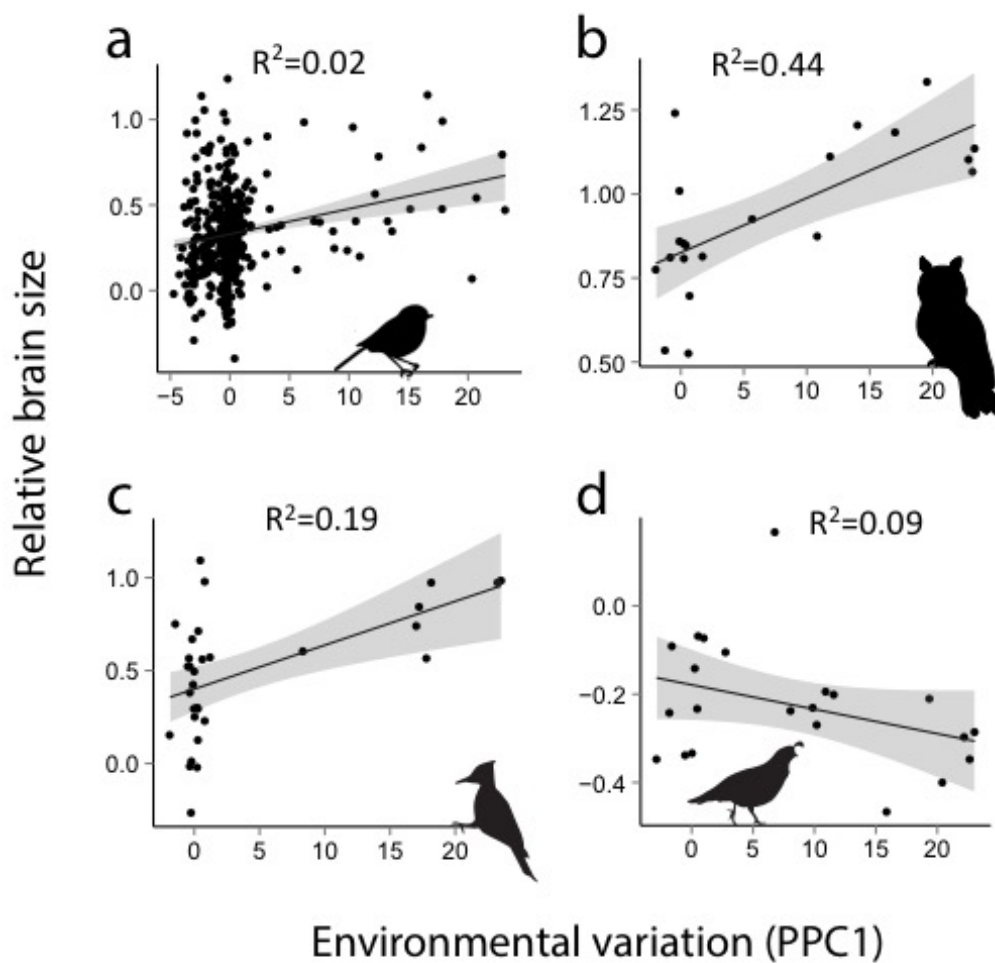 a
R²=0.02
1.0
0.5
0.0
−5 0 5 10 15 20
b
R²=0.44
1.25
1.00
0.75
0.50
0 5 10 15 20
c
R²=0.19
1.0
0.5
0.0
0 5 10 15 20
d
R²=0.09
0.0
−0.2
−0.4
0 5 10 15 20
Relative brain size
Environmental variation (PPC1)